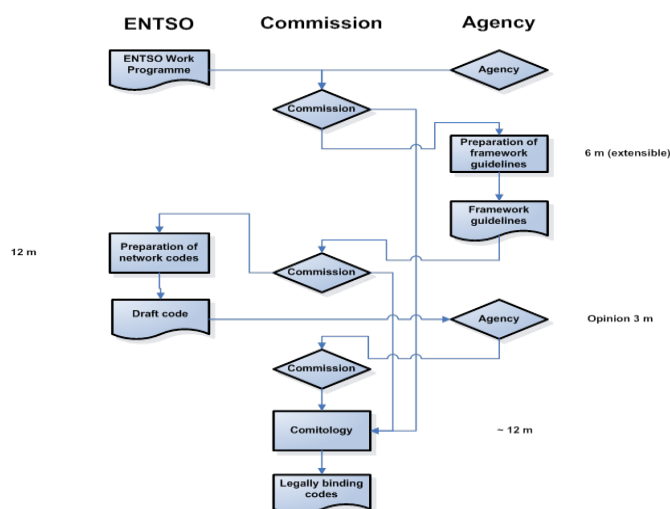 ENTSO Commission Agency
ENTSO Work
Programme
Agency
Commission
Preparation of
framework
guidelines
6 m (extensible)
Framework
guidelines
12 m
Preparation of
network codes
Commission
Draft code
Agency
Opinion 3 m
Commission
Comitology
~ 12 m
Legally binding
codes